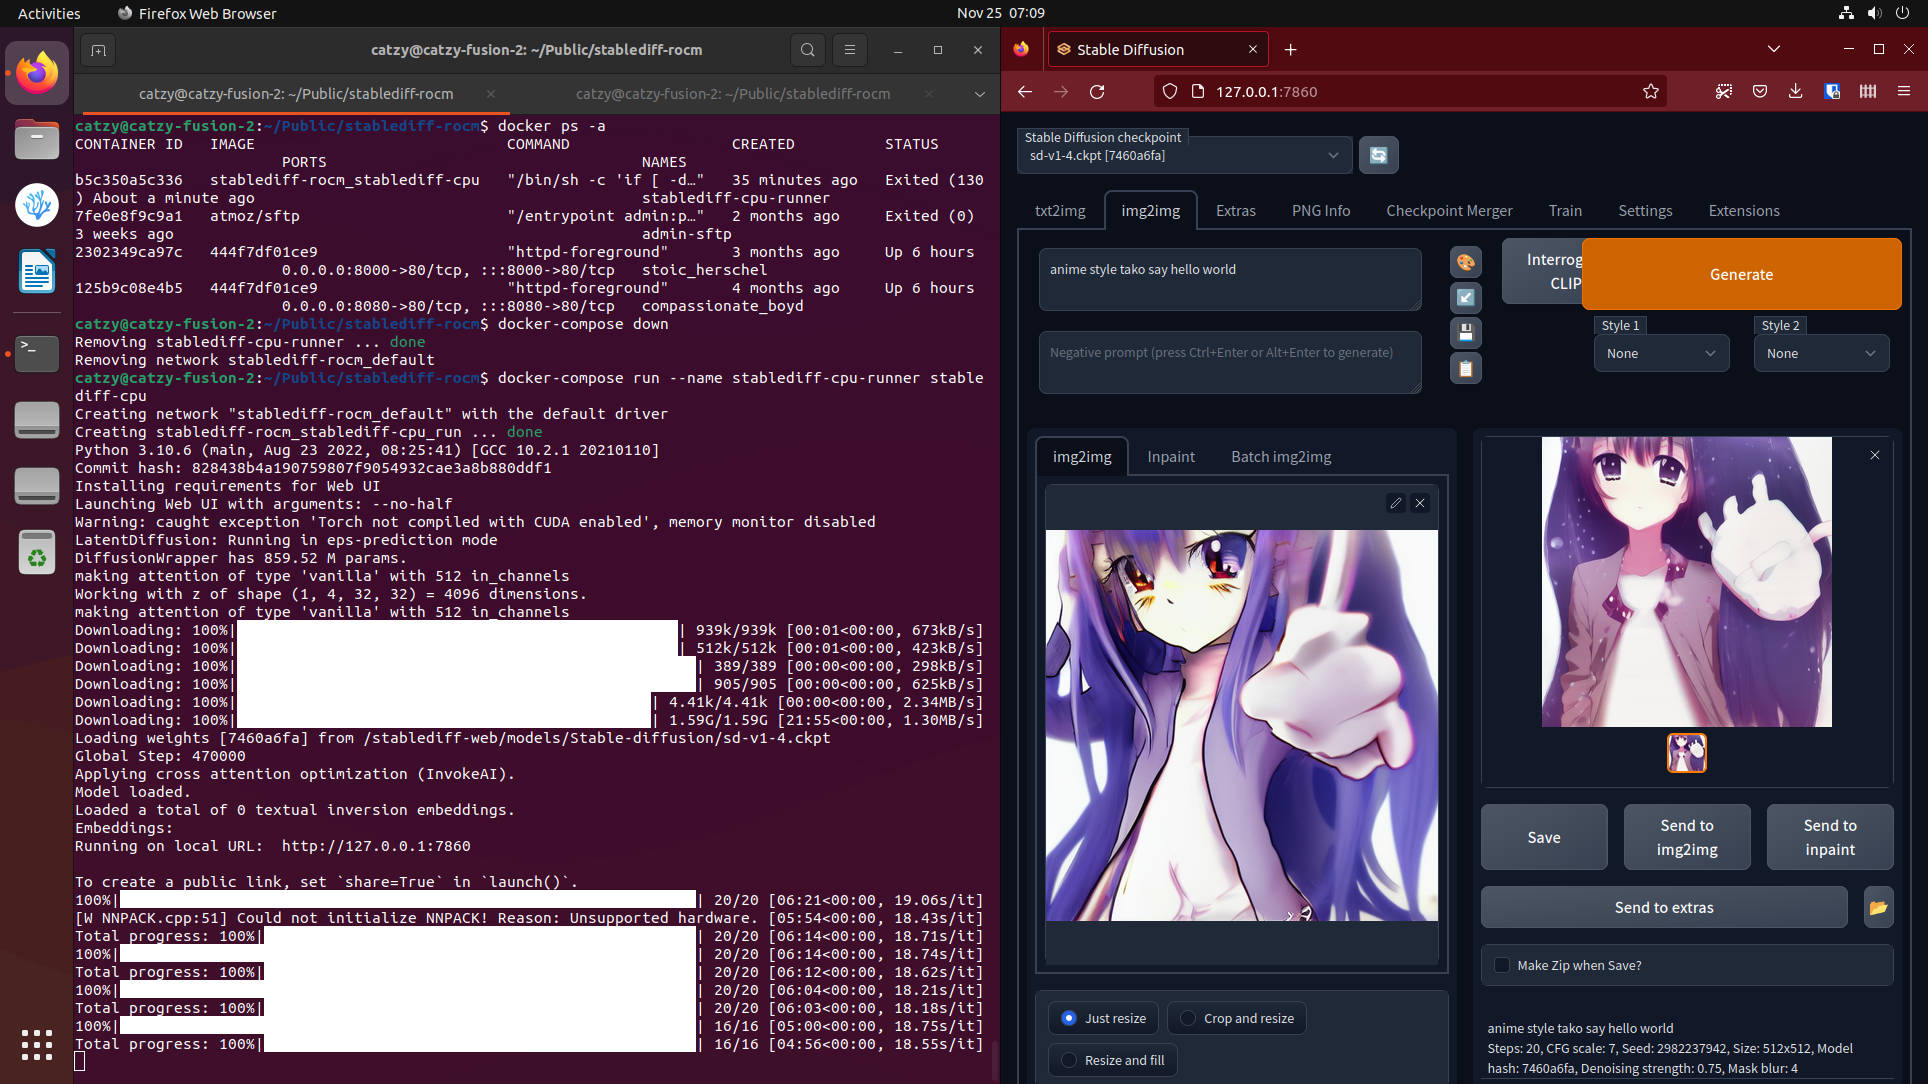 Activities
Firefox Web Browser
Nov 25  07:09
catzy@catzy-fusion-2: ~/Public/stablediff-rocm
catzy@catzy-fusion-2: ~/Public/stablediff-rocm
catzy@catzy-fusion-2: ~/Public/stablediff-rocm
catzy@catzy-fusion-2:~/Public/stablediff-rocm$ docker ps -a
CONTAINER ID   IMAGE                            COMMAND                  CREATED          STATUS
                       PORTS                                   NAMES
b5c350a5c336   stablediff-rocm_stablediff-cpu   "/bin/sh -c 'if [ -d…"   35 minutes ago   Exited (130
) About a minute ago                                           stablediff-cpu-runner
7fe0e8f9c9a1   atmoz/sftp                       "/entrypoint admin:p…"   2 months ago     Exited (0)
3 weeks ago                                                    admin-sftp
2302349ca97c   444f7df01ce9                     "httpd-foreground"       3 months ago     Up 6 hours
                       0.0.0.0:8000->80/tcp, :::8000->80/tcp   stoic_herschel
125b9c08e4b5   444f7df01ce9                     "httpd-foreground"       4 months ago     Up 6 hours
                       0.0.0.0:8080->80/tcp, :::8080->80/tcp   compassionate_boyd
catzy@catzy-fusion-2:~/Public/stablediff-rocm$ docker-compose down
Removing stablediff-cpu-runner ... done
Removing network stablediff-rocm_default
catzy@catzy-fusion-2:~/Public/stablediff-rocm$ docker-compose run --name stablediff-cpu-runner stable
diff-cpu
Creating network "stablediff-rocm_default" with the default driver
Creating stablediff-rocm_stablediff-cpu_run ... done
Python 3.10.6 (main, Aug 23 2022, 08:25:41) [GCC 10.2.1 20210110]
Commit hash: 828438b4a190759807f9054932cae3a8b880ddf1
Installing requirements for Web UI
Launching Web UI with arguments: --no-half
Warning: caught exception 'Torch not compiled with CUDA enabled', memory monitor disabled
LatentDiffusion: Running in eps-prediction mode
DiffusionWrapper has 859.52 M params.
making attention of type 'vanilla' with 512 in_channels
Working with z of shape (1, 4, 32, 32) = 4096 dimensions.
making attention of type 'vanilla' with 512 in_channels
Downloading: 100%| | 939k/939k [00:01<00:00, 673kB/s]
Downloading: 100%| | 512k/512k [00:01<00:00, 423kB/s]
Downloading: 100%| | 389/389 [00:00<00:00, 298kB/s]
Downloading: 100%| | 905/905 [00:00<00:00, 625kB/s]
Downloading: 100%| | 4.41k/4.41k [00:00<00:00, 2.34MB/s]
Downloading: 100%| | 1.59G/1.59G [21:55<00:00, 1.30MB/s]
Loading weights [7460a6fa] from /stablediff-web/models/Stable-diffusion/sd-v1-4.ckpt
Global Step: 470000
Applying cross attention optimization (InvokeAI).
Model loaded.
Loaded a total of 0 textual inversion embeddings.
Embeddings:
Running on local URL:  http://127.0.0.1:7860
To create a public link, set `share=True` in `launch()`.
100%| | 20/20 [06:21<00:00, 19.06s/it]
[W NNPACK.cpp:51] Could not initialize NNPACK! Reason: Unsupported hardware. [05:54<00:00, 18.43s/it]
Total progress: 100%| | 20/20 [06:14<00:00, 18.71s/it]
100%| | 20/20 [06:14<00:00, 18.74s/it]
Total progress: 100%| | 20/20 [06:12<00:00, 18.62s/it]
100%| | 20/20 [06:04<00:00, 18.21s/it]
Total progress: 100%| | 20/20 [06:03<00:00, 18.18s/it]
100%| | 16/16 [05:00<00:00, 18.75s/it]
Total progress: 100%| | 16/16 [04:56<00:00, 18.55s/it]
Stable Diffusion
127.0.0.1:7860
Stable Diffusion checkpoint
sd-v1-4.ckpt [7460a6fa]
txt2img
img2img
Extras
PNG Info
Checkpoint Merger
Train
Settings
Extensions
anime style tako say hello world
Negative prompt (press Ctrl+Enter or Alt+Enter to generate)
Interrog
CLIP
Generate
Style 1
None
Style 2
None
img2img
Inpaint
Batch img2img
Just resize
Crop and resize
Resize and fill
Save
Send to
img2img
Send to
inpaint
Send to extras
Make Zip when Save?
anime style tako say hello world
Steps: 20, CFG scale: 7, Seed: 2982237942, Size: 512x512, Model
hash: 7460a6fa, Denoising strength: 0.75, Mask blur: 4